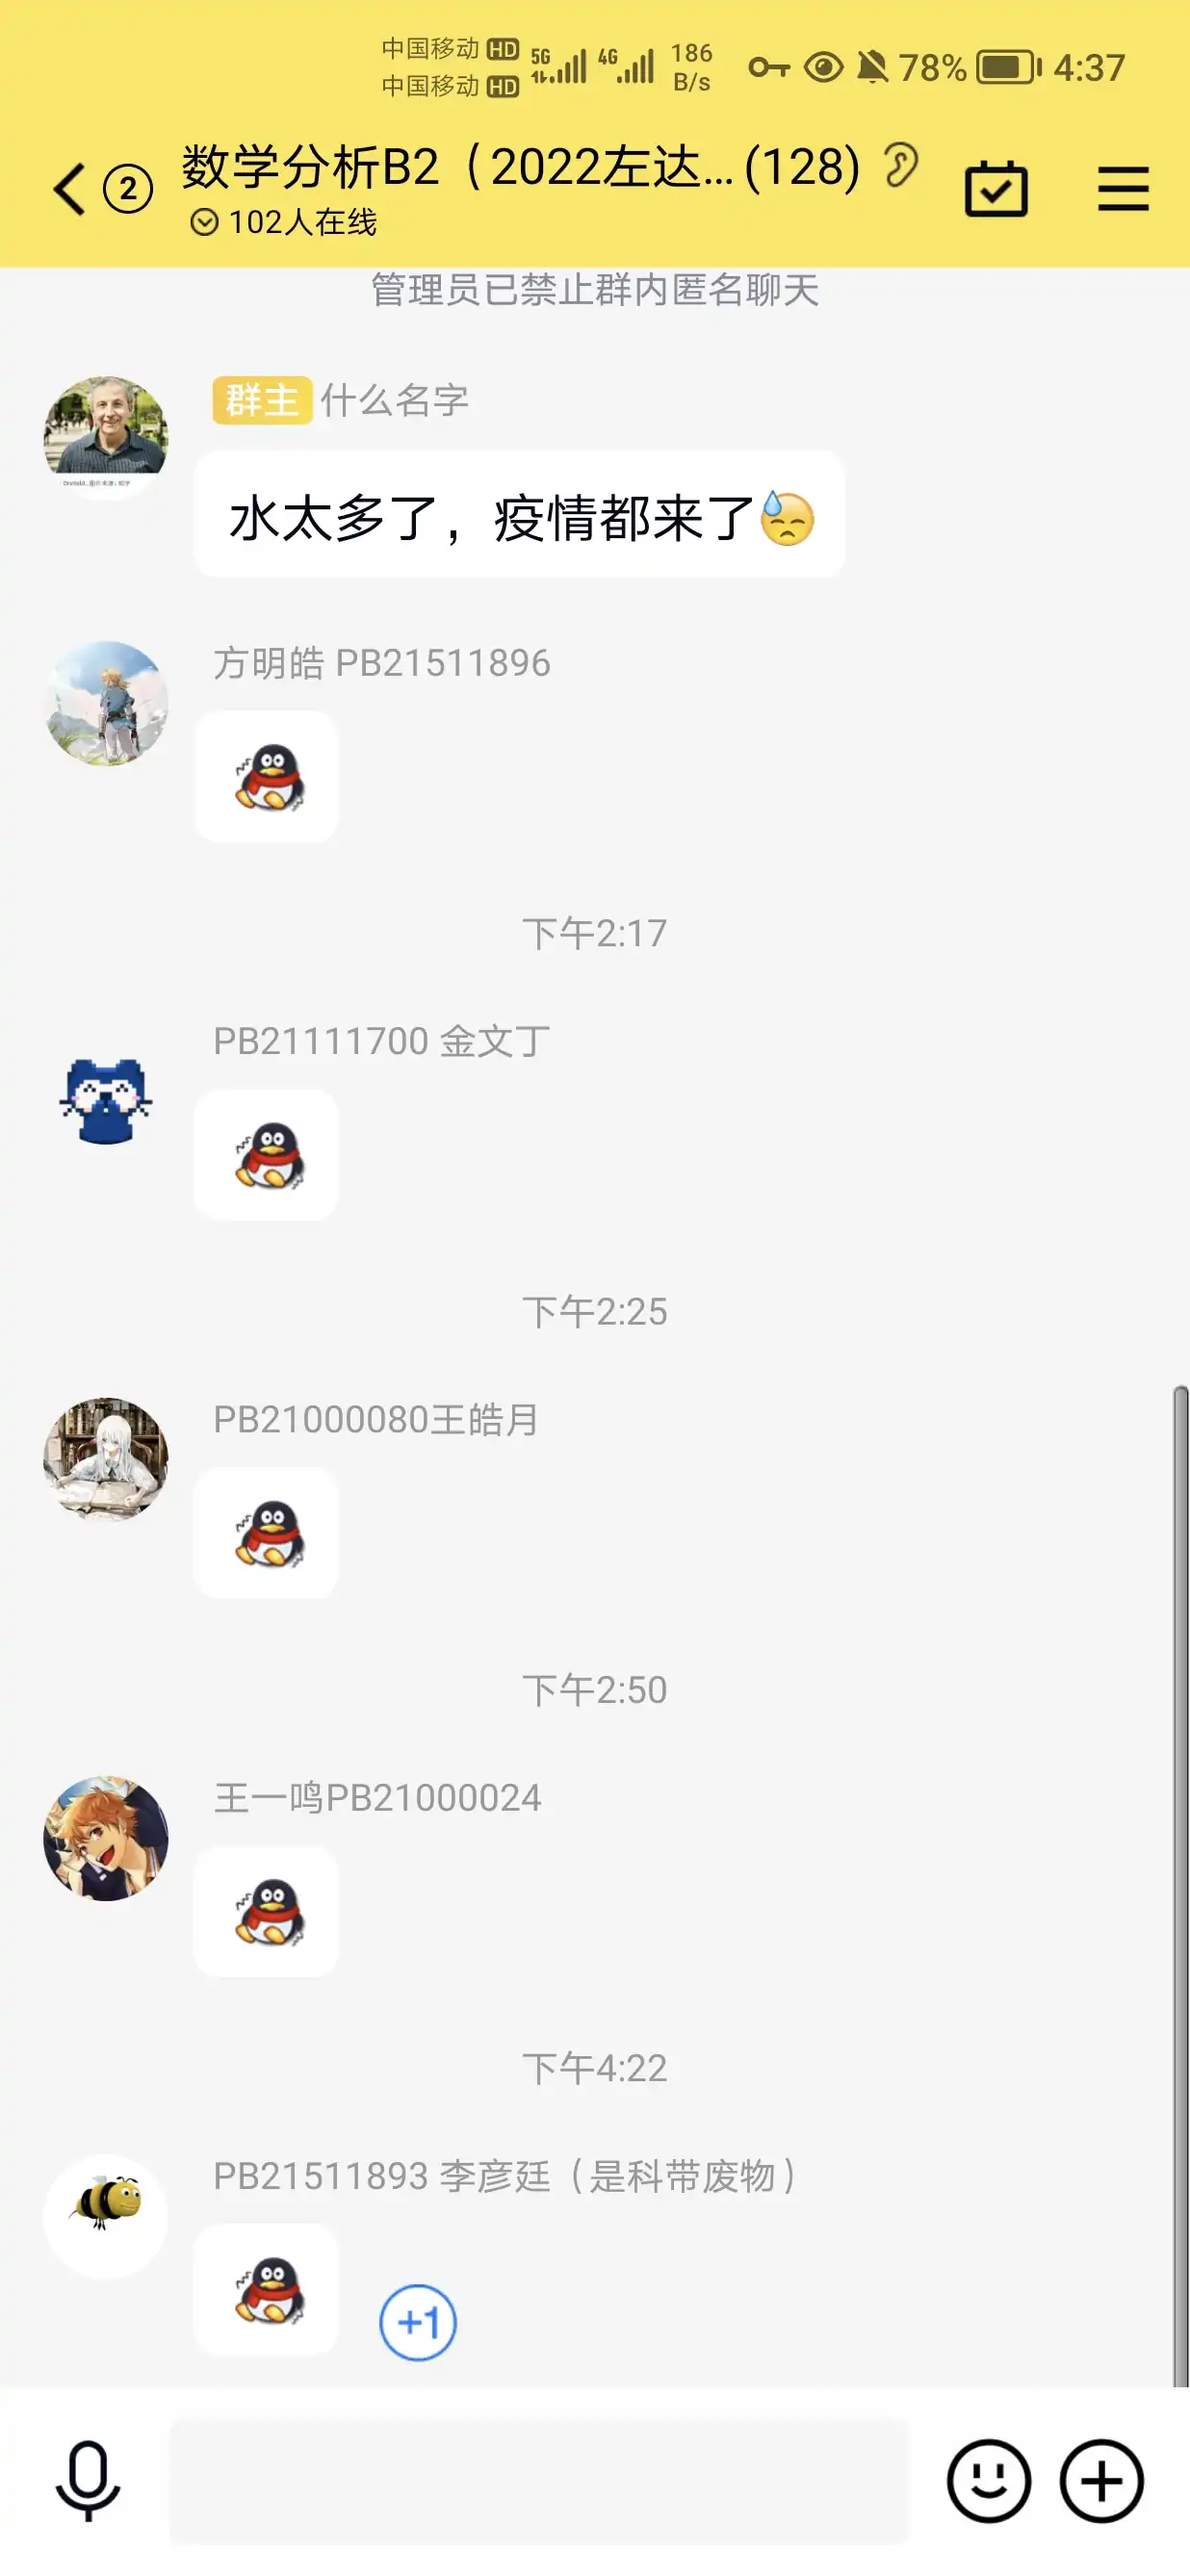 中国移动 HD 5G 4G 186 78% 4:37
中国移动 HD B/s
② 数学分析B2（2022左达... (128)
102人在线
管理员已禁止群内匿名聊天
群主 什么名字
水太多了，疫情都来了
方明皓 PB21511896
下午2:17
PB21111700 金文丁
下午2:25
PB21000080王皓月
下午2:50
王一鸣PB21000024
下午4:22
PB21511893 李彦廷（是科带废物）
+1